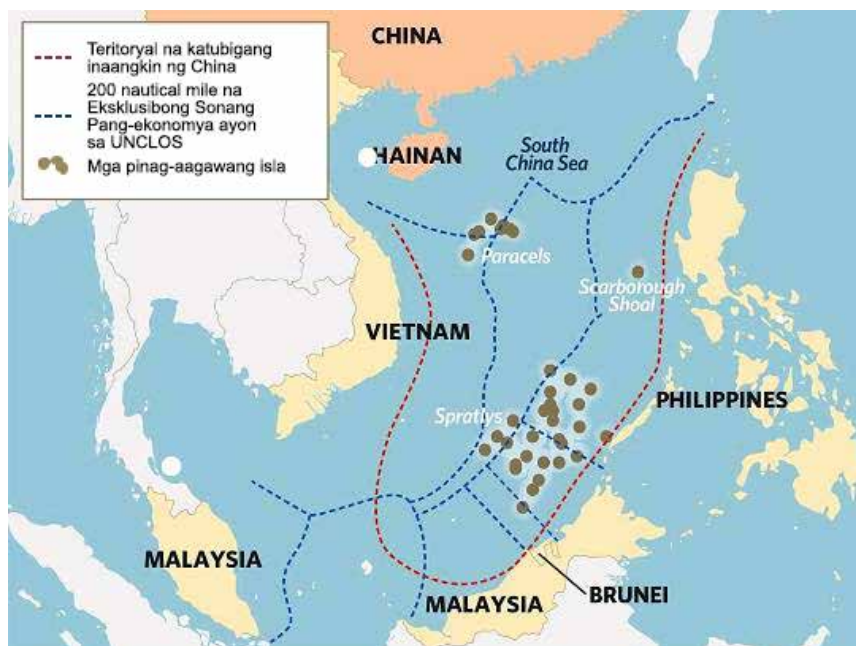 Teritoryal na katubigang
inaangkin ng China
200 nautical mile na
Eksklusibong Sonang
Pang-ekonomya ayon
sa UNCLOS
Mga pinag-aagawang isla
CHINA
HAINAN
South
China Sea
Paracels
Scarborough
Shoal
VIETNAM
PHILIPPINES
Spratlys
MALAYSIA
MALAYSIA
BRUNEI